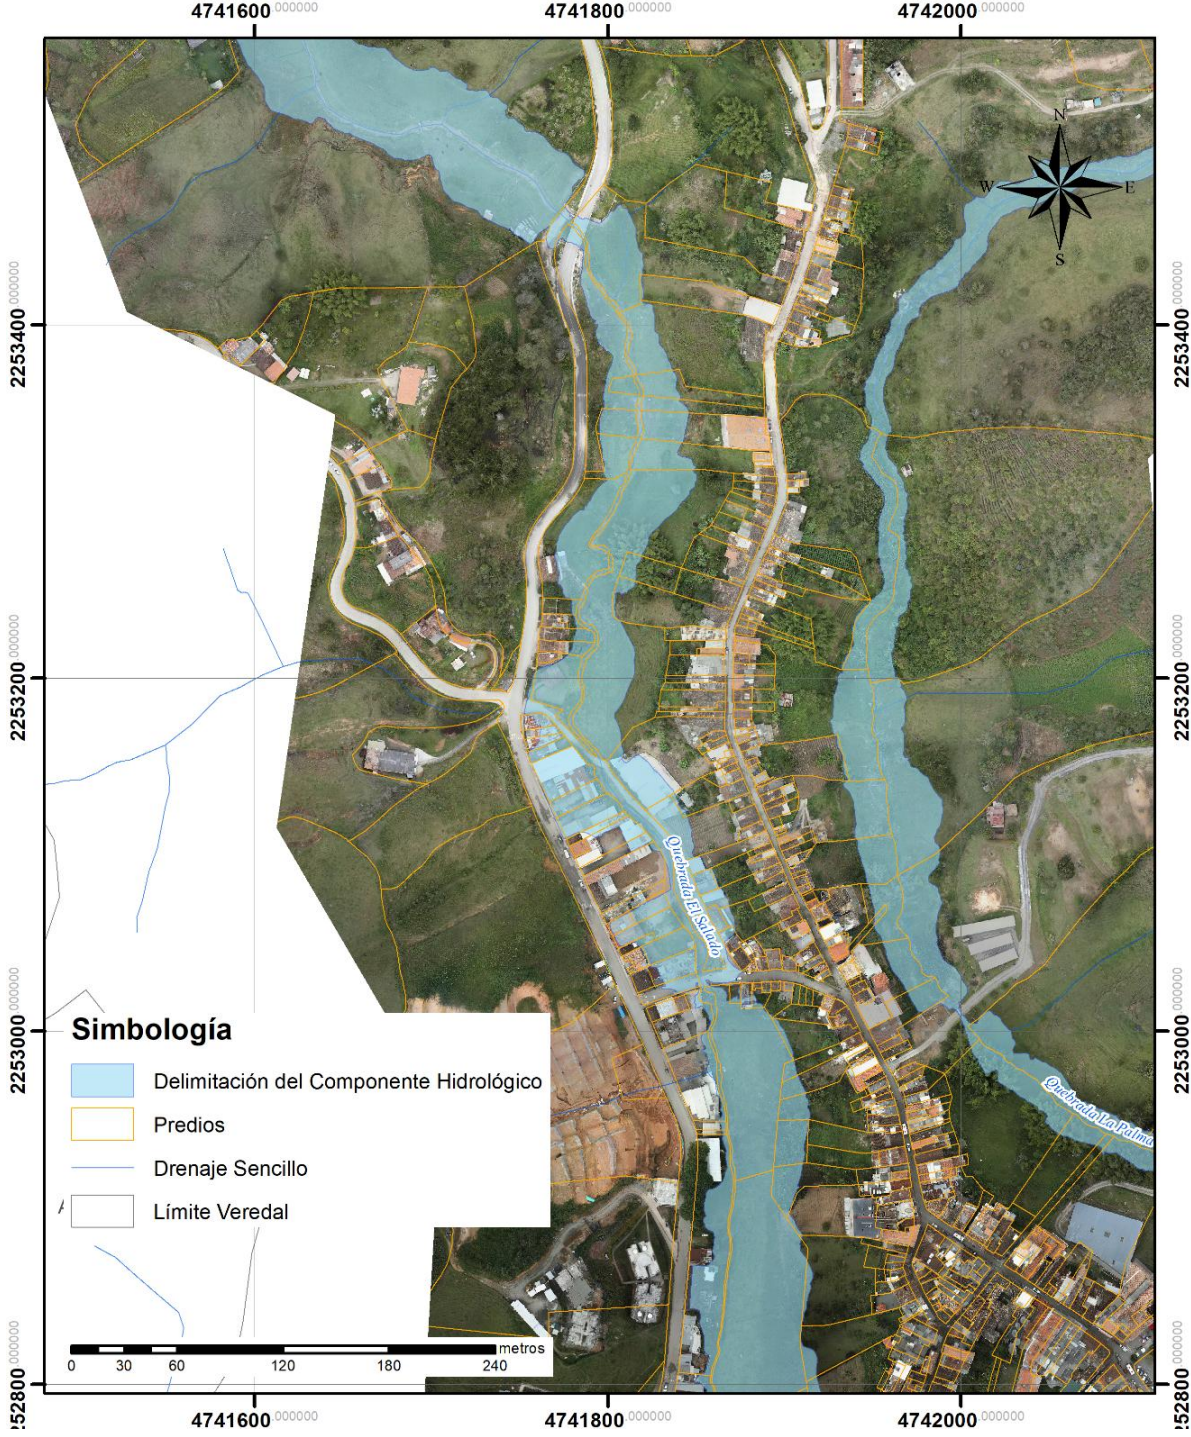 4741600.000000 4741800.000000 4742000.000000
N
W E
S
2253400.000000 2253400.000000
2253200.000000 2253200.000000
Quebrada El Salado
2253000.000000 2253000.000000
Simbología
Delimitación del Componente Hidrológico
Predios
Drenaje Sencillo
Límite Veredal
Quebrada La Palma
metros
0 30 60 120 180 240
252800.000000 252800.000000
4741600.000000 4741800.000000 4742000.000000